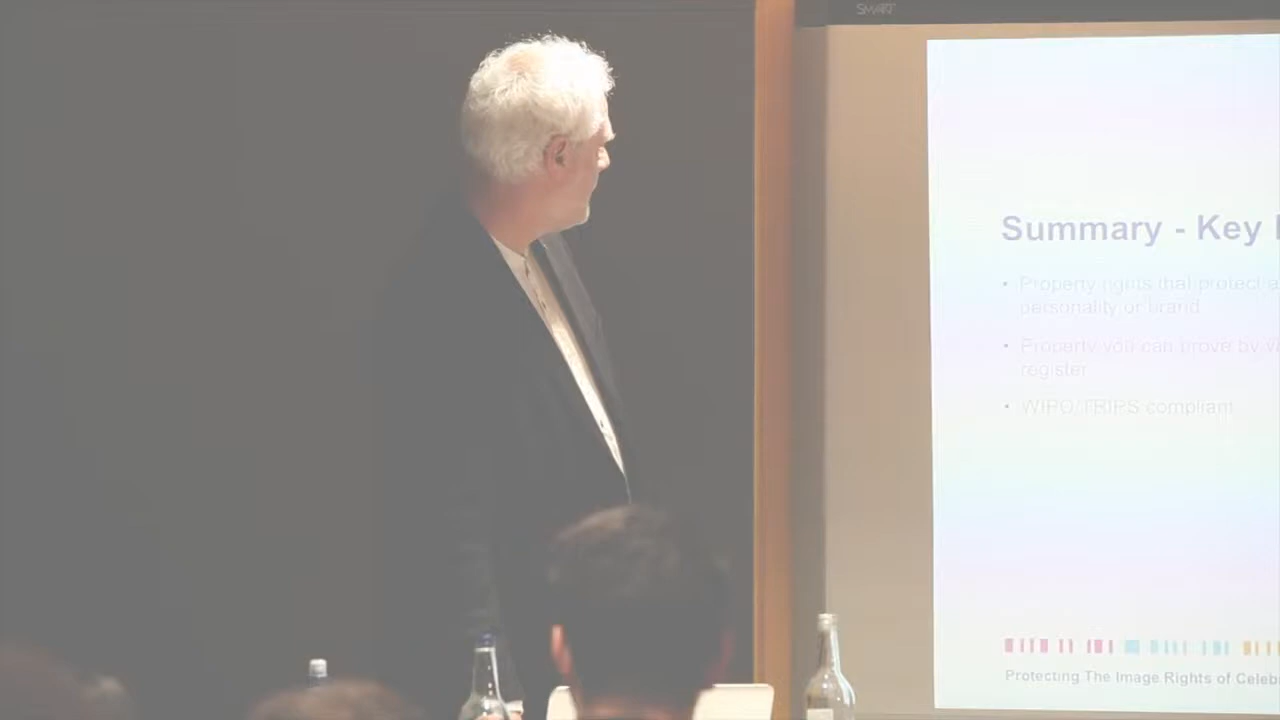 SMART
Summary - Key
• Property rights that protect a
personality or brand
• Property you can prove by
register
• WIPO/TRIPS compliant
Protecting The Image Rights of Celeb